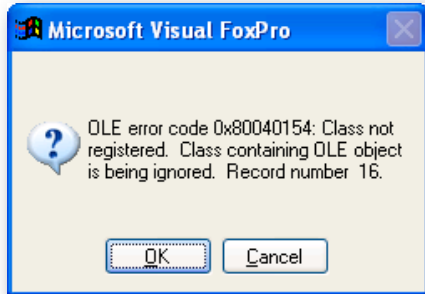 Microsoft Visual FoxPro
OLE error code 0x80040154: Class not
registered.  Class containing OLE object
is being ignored.  Record number  16.
OK
Cancel